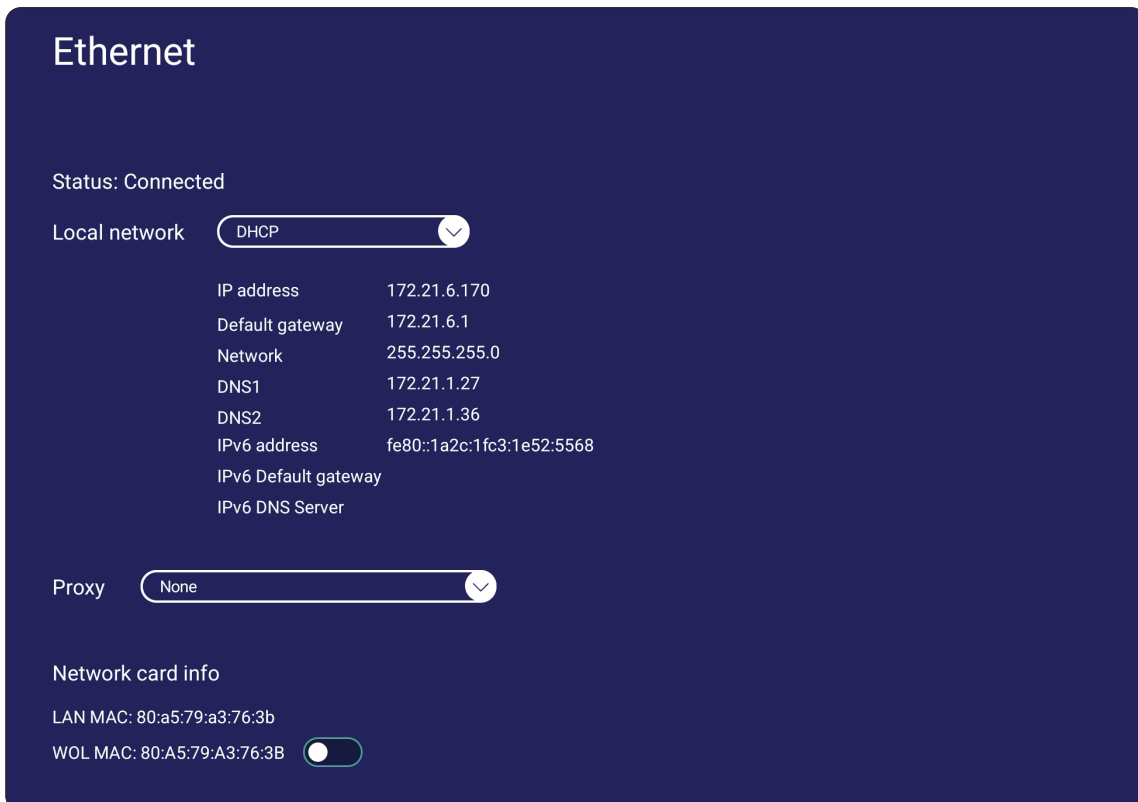 Ethernet
Status: Connected
Local network DHCP
IP address 172.21.6.170
Default gateway 172.21.6.1
Network 255.255.255.0
DNS1 172.21.1.27
DNS2 172.21.1.36
IPv6 address fe80::1a2c:1fc3:1e52:5568
IPv6 Default gateway
IPv6 DNS Server
Proxy None
Network card info
LAN MAC: 80:a5:79:a3:76:3b
WOL MAC: 80:A5:79:A3:76:3B